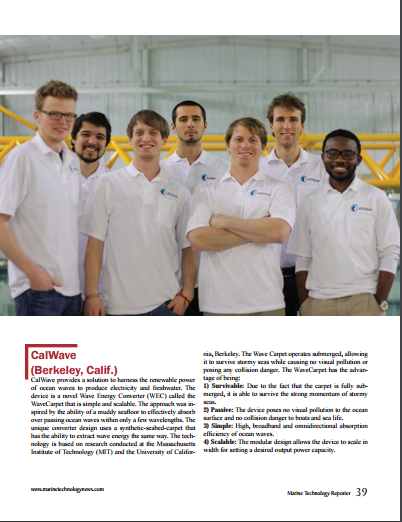 CalWave
CalWave
CalWave
CalWave
CalWave
CalWave
(Berkeley, Calif.)
CalWave provides a solution to harness the renewable power
of ocean waves to produce electricity and freshwater. The
device is a novel Wave Energy Converter (WEC) called the
WaveCarpet that is simple and scalable. The approach was in-
spired by the ability of a muddy seafloor to effectively absorb
over passing ocean waves within only a few wavelengths. The
unique converter design uses a synthetic-seabed-carpet that
has the ability to extract wave energy the same way. The tech-
nology is based on research conducted at the Massachusetts
Institute of Technology (MIT) and the University of Califor-
nia, Berkeley. The Wave Carpet operates submerged, allowing
it to survive stormy seas while causing no visual pollution or
posing any collision danger. The WaveCarpet has the advan-
tage of being:
1) Survivable: Due to the fact that the carpet is fully sub-
merged, it is able to survive the strong momentum of stormy
seas.
2) Passive: The device poses no visual pollution to the ocean
surface and no collision danger to boats and sea life.
3) Simple: High, broadband and omnidirectional absorption
efficiency of ocean waves.
4) Scalable: The modular design allows the device to scale in
width for setting a desired output power capacity.
www.marinetechnologynews.com
Marine Technology Reporter 39